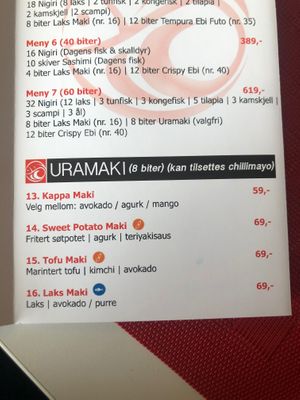 18 Nigiri (8 laks | 2 tunfisk | 2 kongefisk | 2 tilapia |
2 kamskjell |2 scampi)
8 biter Laks Maki (nr. 16) | 12 biter Tempura Ebi Futo (nr. 35)
Meny 6 (40 biter) 389,-
16 Nigiri (Dagens fisk & skalldyr)
10 skiver Sashimi (Dagens fisk)
4 biter Laks Maki (nr. 16) | 12 biter Crispy Ebi (nr. 40)
Meny 7 (60 biter) 619,-
32 Nigiri (12 laks | 3 tunfisk | 3 kongefisk | 5 tilapia | 3 kamskjell |
3 scampi | 3 ål)
8 biter Laks Maki (nr. 16) | 8 biter Uramaki (valgfri)
12 biter Crispy Ebi (nr. 40)
URAMAKI (8 biter) (kan tilsettes chillimayo)
13. Kappa Maki 59,-
Velg mellom: avokado / agurk / mango
14. Sweet Potato Maki 69,-
Fritert søtpotet | agurk | teriyakisaus
15. Tofu Maki 69,-
Marintert tofu | kimchi | avokado
16. Laks Maki 69,-
Laks | avokado / purre